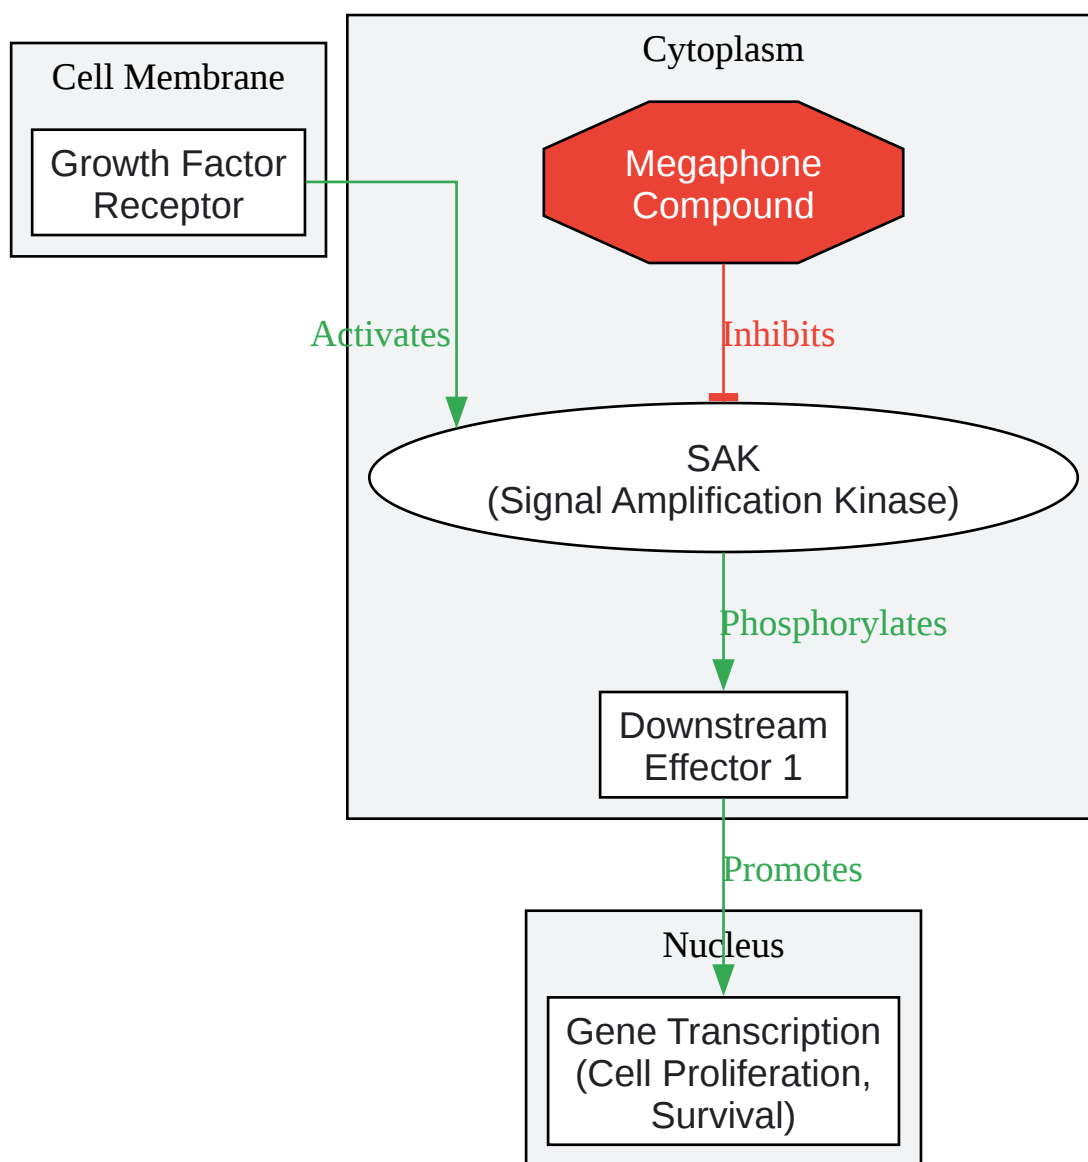 Cytoplasm
Cell Membrane
Growth Factor
Receptor
Megaphone
Compound
Activates
Inhibits
SAK
(Signal Amplification Kinase)
Phosphorylates
Downstream
Effector 1
Promotes
Nucleus
Gene Transcription
(Cell Proliferation,
Survival)